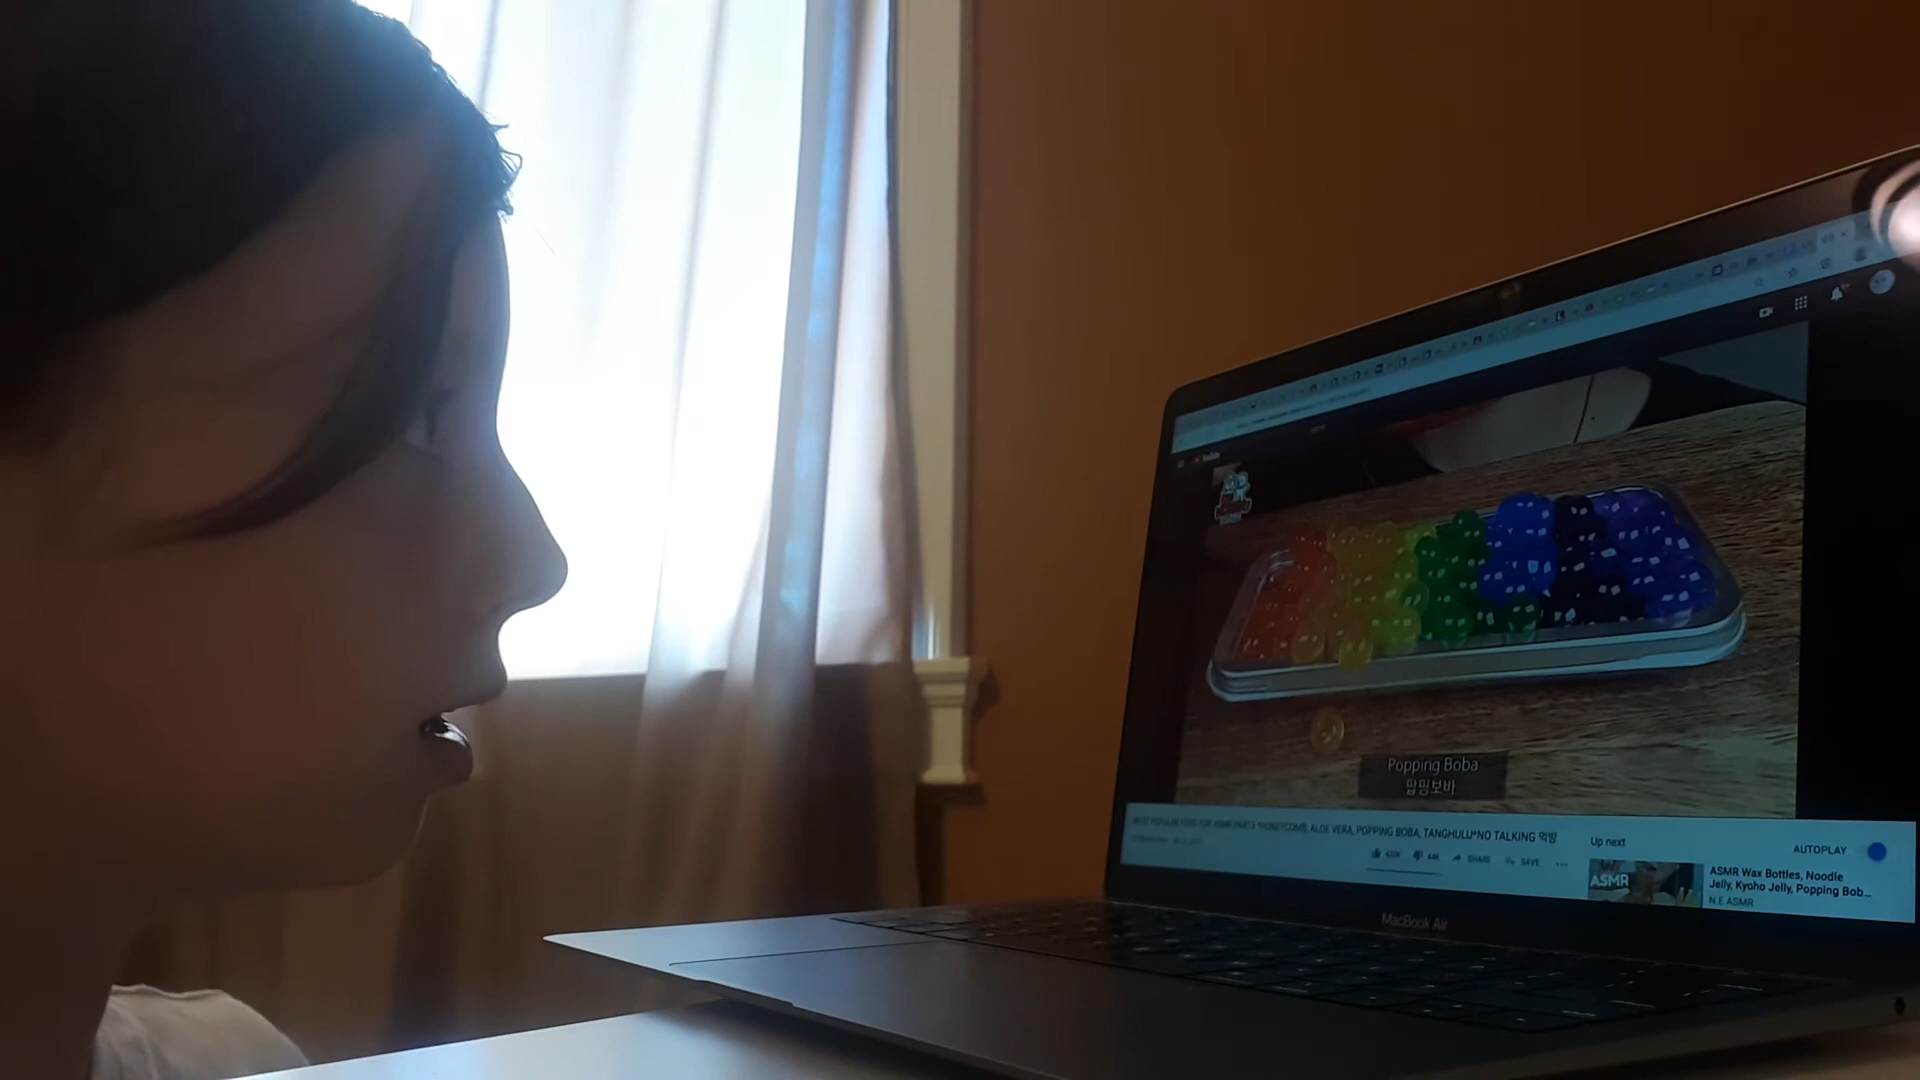 YouTube
Popping Boba
팝핑보바
MOST POPULAR FOOD FOR ASMR PART 3 *HONEYCOMB, ALOE VERA, POPPING BOBA, TANGHULU*NO TALKING 먹방
SHARE
SAVE
Up next
AUTOPLAY
ASMR
ASMR Wax Bottles, Noodle
Jelly, Kyoho Jelly, Popping Bob...
N.E ASMR
MacBook Air